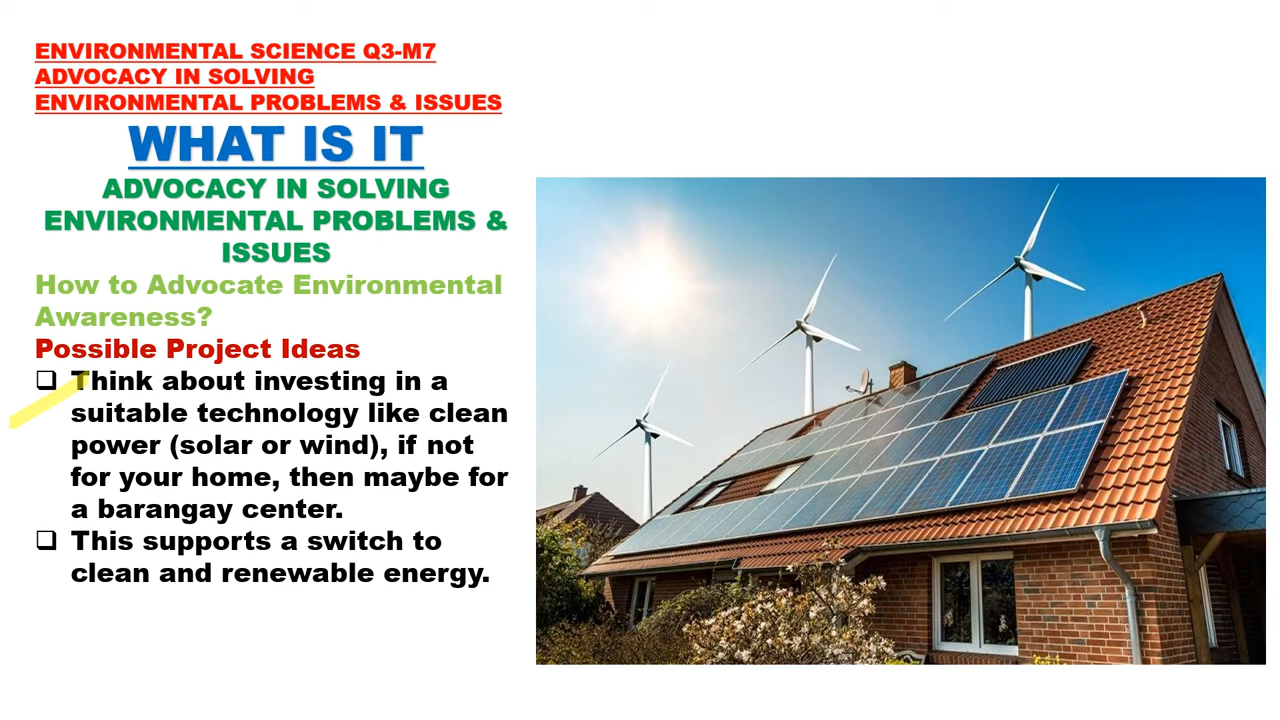 ENVIRONMENTAL SCIENCE Q3-M7
ADVOCACY IN SOLVING
ENVIRONMENTAL PROBLEMS & ISSUES
WHAT IS IT
ADVOCACY IN SOLVING
ENVIRONMENTAL PROBLEMS &
ISSUES
How to Advocate Environmental
Awareness?
Possible Project Ideas
❑ Think about investing in a
suitable technology like clean
power (solar or wind), if not
for your home, then maybe for
a barangay center.
❑ This supports a switch to
clean and renewable energy.